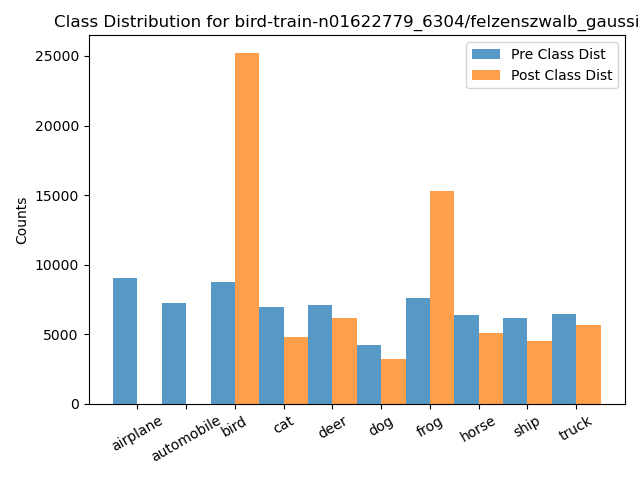 Class Distribution for bird-train-n01622779_6304/felzenszwalb_gaussi
Pre Class Dist
Post Class Dist
Counts
25000
20000
15000
10000
5000
0
airplane
automobile
bird
cat
deer
dog
frog
horse
ship
truck